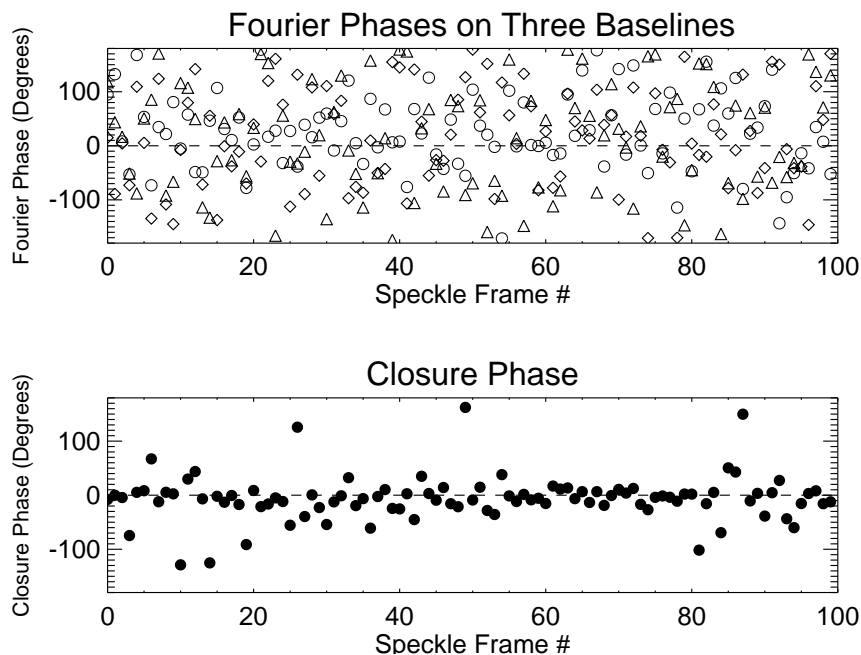 Fourier Phases on Three Baselines
Fourier Phase (Degrees)
100
0
-100
0 20 40 60 80 100
Speckle Frame #
Closure Phase
Closure Phase (Degrees)
100
0
-100
0 20 40 60 80 100
Speckle Frame #